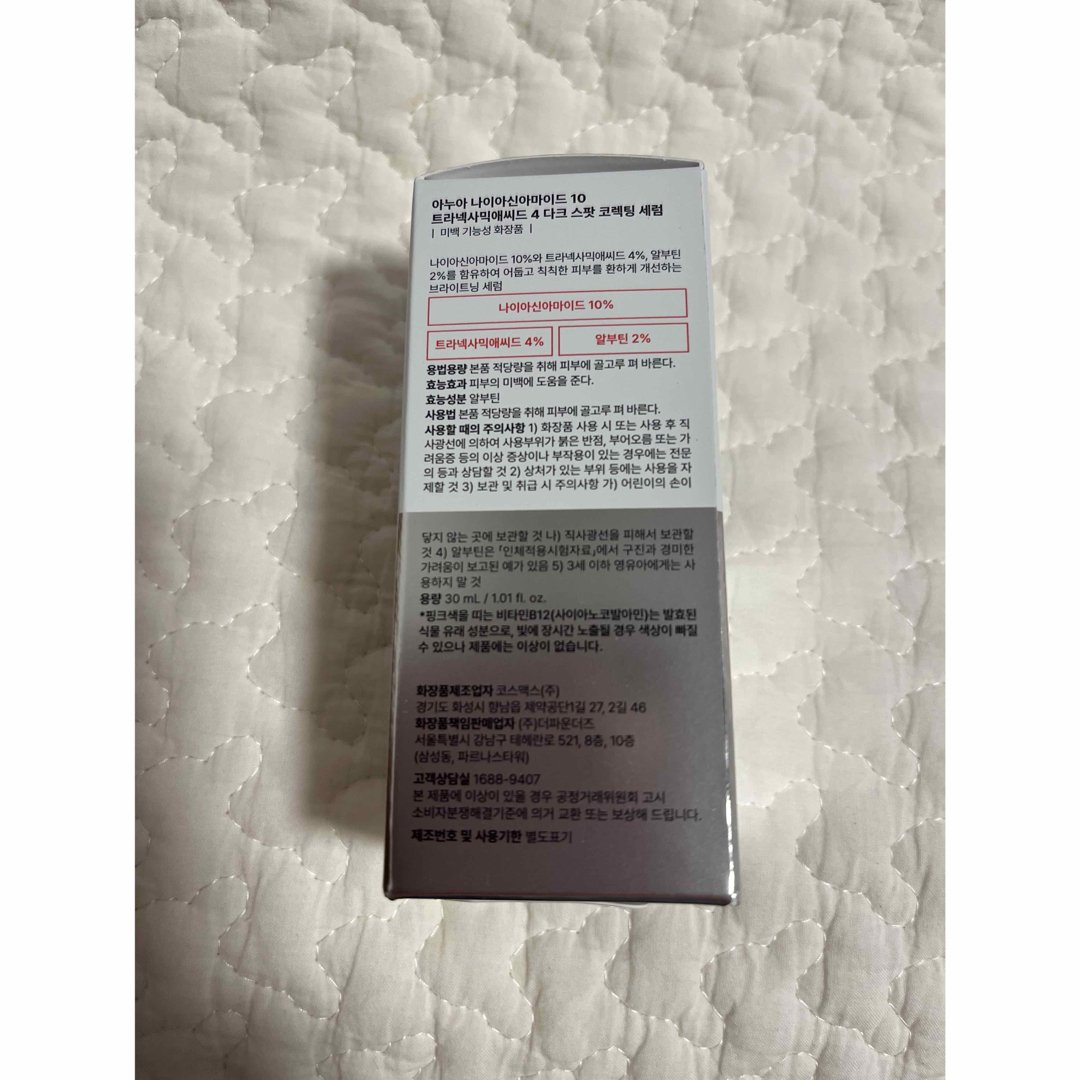 아누아 나이아신아마이드 10
트라넥사믹애씨드 4 다크 스팟 코렉팅 세럼
| 미백 기능성 화장품 |
나이아신아마이드 10%와 트라넥사믹애씨드 4%, 알부틴
2%를 함유하여 어둡고 칙칙한 피부를 환하게 개선하는
브라이트닝 세럼
나이아신아마이드 10%
트라넥사믹애씨드 4%
알부틴 2%
용법용량 본품 적당량을 취해 피부에 골고루 펴 바른다.
효능효과 피부의 미백에 도움을 준다.
효능성분 알부틴
사용법 본품 적당량을 취해 피부에 골고루 펴 바른다.
사용할 때의 주의사항 1) 화장품 사용 시 또는 사용 후 직
사광선에 의하여 사용부위가 붉은 반점, 부어오름 또는 가
려움증 등의 이상 증상이나 부작용이 있는 경우에는 전문
의 등과 상담할 것 2) 상처가 있는 부위 등에는 사용을 자
제할 것 3) 보관 및 취급 시 주의사항 가) 어린이의 손이
닿지 않는 곳에 보관할 것 나) 직사광선을 피해서 보관할
것 4) 알부틴은 「인체적용시험자료」에서 구진과 경미한
가려움이 보고된 예가 있음 5) 3세 이하 영유아에게는 사
용하지 말 것
용량 30 mL / 1.01 fl. oz.
*핑크색을 띠는 비타민B12(사이아노코발아민)는 발효된
식물 유래 성분으로, 빛에 장시간 노출될 경우 색상이 빠질
수 있으나 제품에는 이상이 없습니다.
화장품제조업자 코스맥스(주)
경기도 화성시 향남읍 제약공단1길 27, 2길 46
화장품책임판매업자 (주)더파운더즈
서울특별시 강남구 테헤란로 521, 8층, 10층
(삼성동, 파르나스타워)
고객상담실 1688-9407
본 제품에 이상이 있을 경우 공정거래위원회 고시
소비자분쟁해결기준에 의거 교환 또는 보상해 드립니다.
제조번호 및 사용기한 별도표기